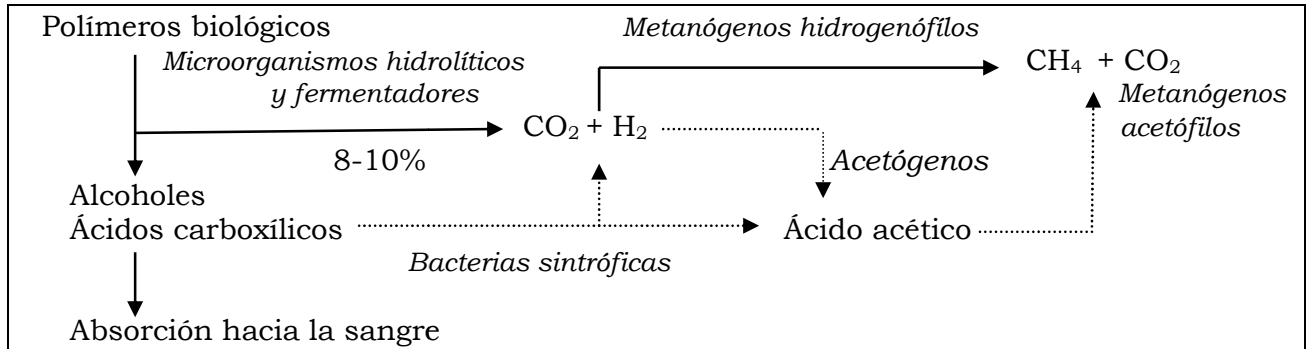 Polímeros biológicos
Metanógenos hidrogenófílos
Microorganismos hidrolíticos
y fermentadores
CH₄ + CO₂
Metanógenos
acetófilos
CO₂ + H₂
8-10%
Acetógenos
Alcoholes
Ácidos carboxílicos
Ácido acético
Bacterias sintróficas
Absorción hacia la sangre